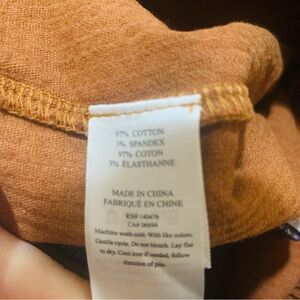 97% COTTON
3% SPANDEX
97% COTON
3% ÉLASTHANNE
MADE IN CHINA
FABRIQUÉ EN CHINE
RN# 140476
CA# 06894
Machine wash cold. With like colors.
Gentle cycle. Do not bleach. Lay flat
to dry. Cool iron if needed, follow
direction of pile.